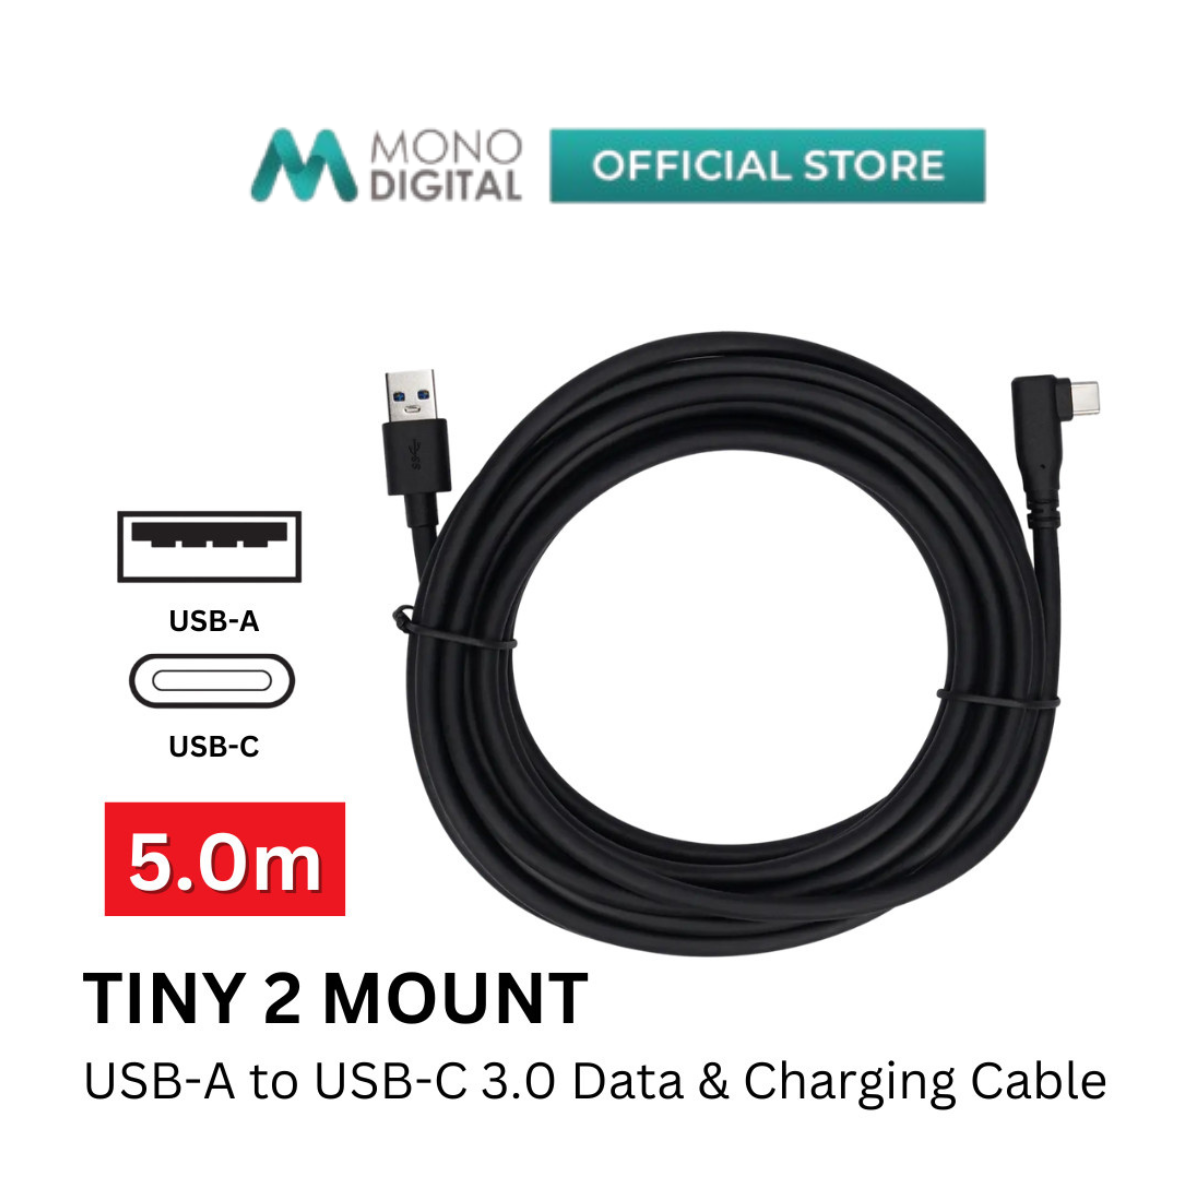 MONO
DIGITAL
OFFICIAL STORE
USB-A
USB-C
5.0m
TINY 2 MOUNT
USB-A to USB-C 3.0 Data & Charging Cable